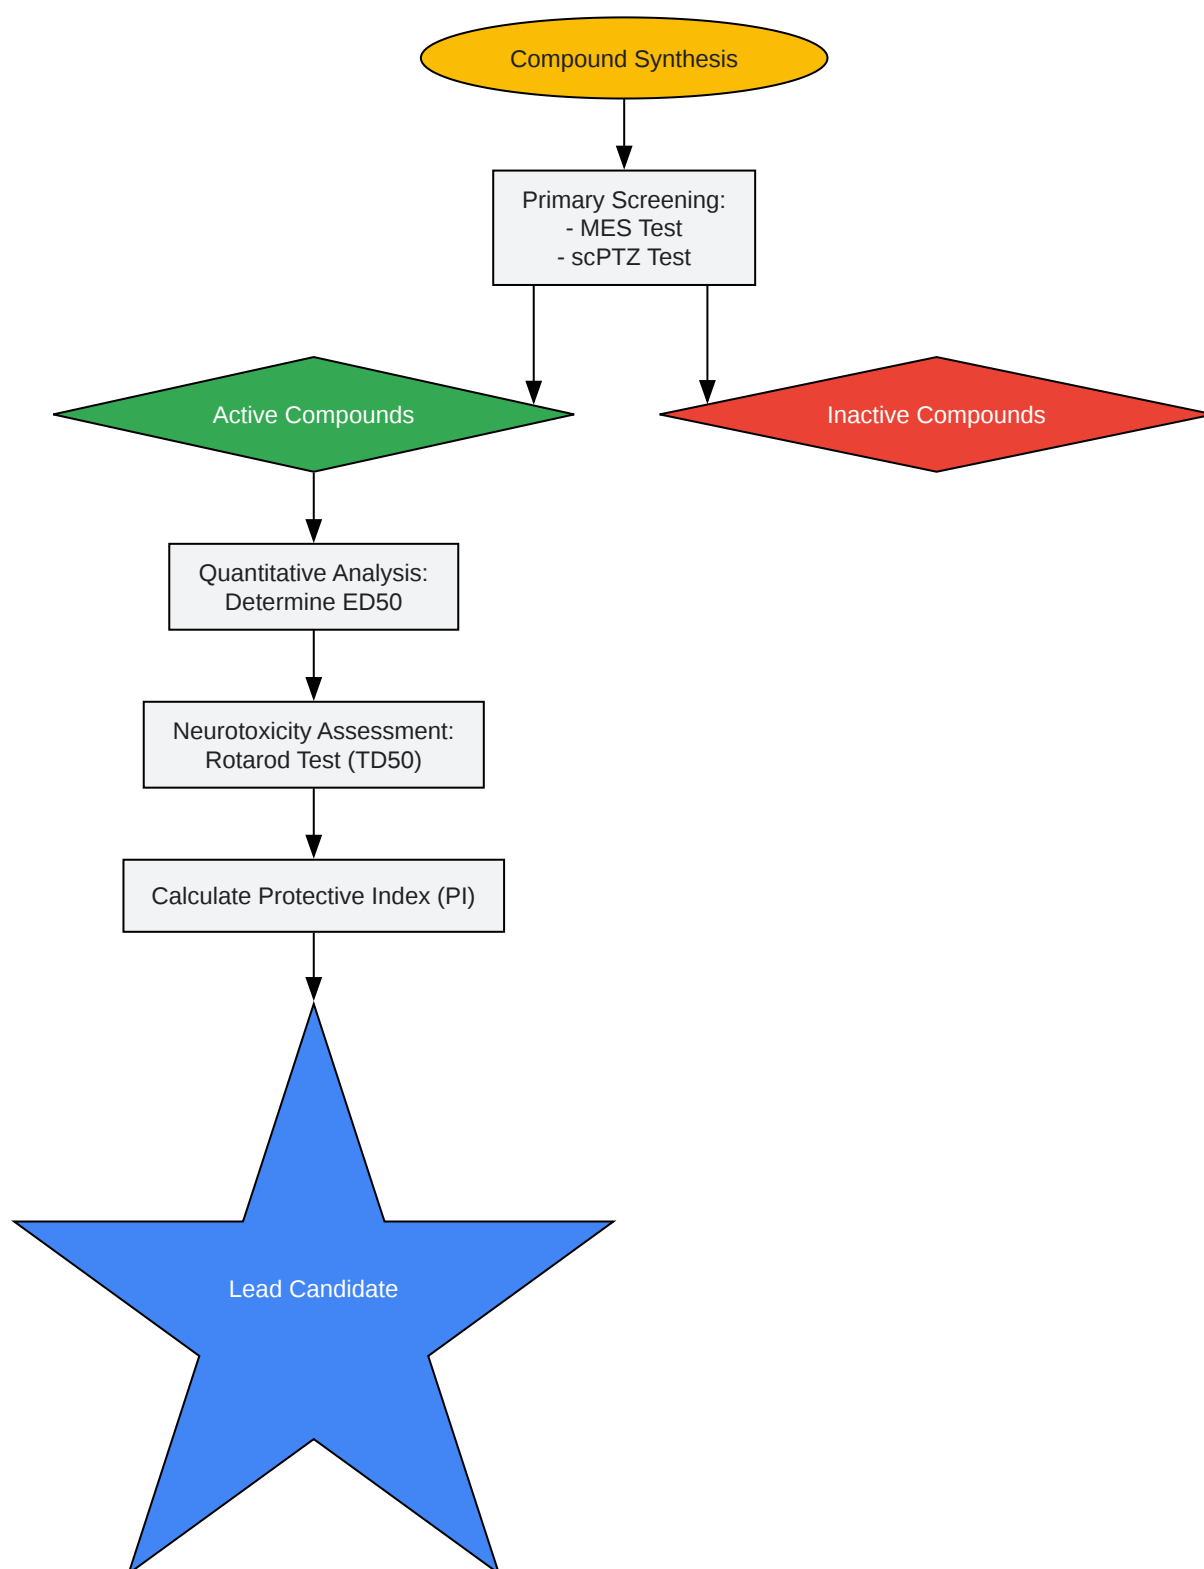 Compound Synthesis
Primary Screening:
- MES Test
- scPTZ Test
Active Compounds
Inactive Compounds
Quantitative Analysis:
Determine ED50
Neurotoxicity Assessment:
Rotarod Test (TD50)
Calculate Protective Index (PI)
Lead Candidate